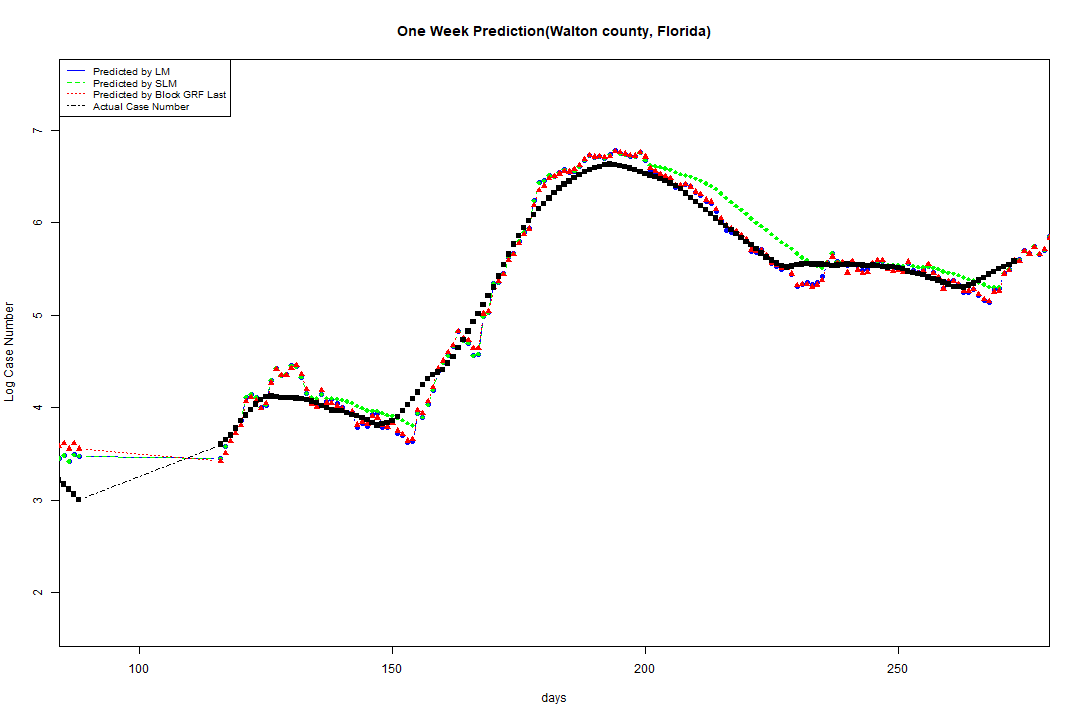 One Week Prediction(Walton county, Florida)
Predicted by LM
Predicted by SLM
Predicted by Block GRF Last
Actual Case Number
7
6
5
4
3
2
Log Case Number
100 150 200 250
days